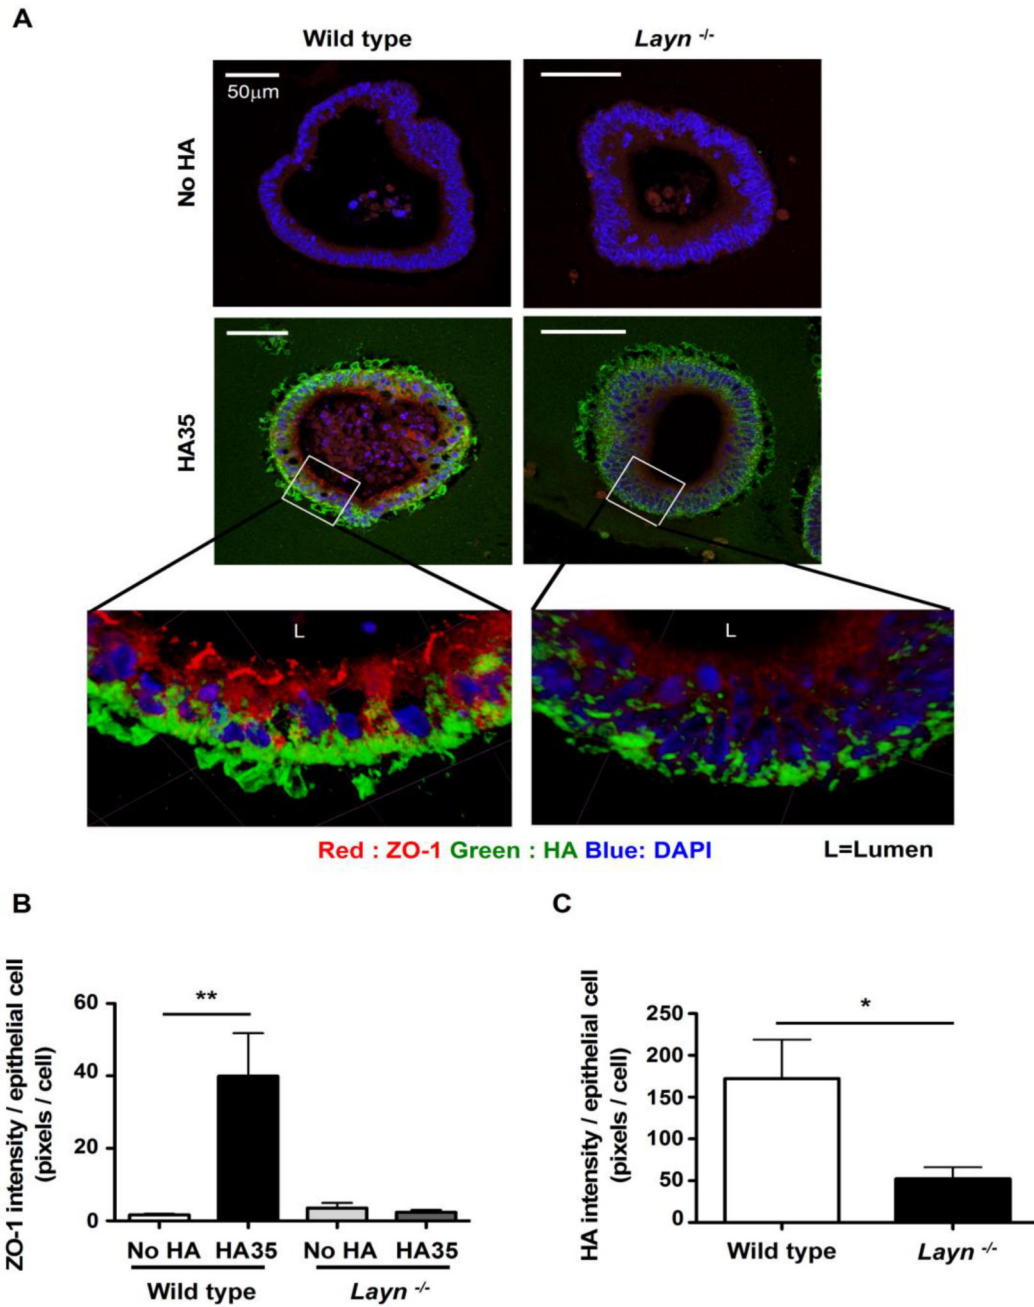 A
Wild type
Layn -/-
No HA
50μm
HA35
L
L
Red : ZO-1 Green : HA Blue: DAPI
L=Lumen
B
ZO-1 intensity / epithelial cell
(pixels / cell)
60
40
20
0
**
No HA HA35 No HA HA35
Wild type Layn -/-
C
HA intensity / epithelial cell
(pixels / cell)
250
200
150
100
50
0
*
Wild type Layn -/-